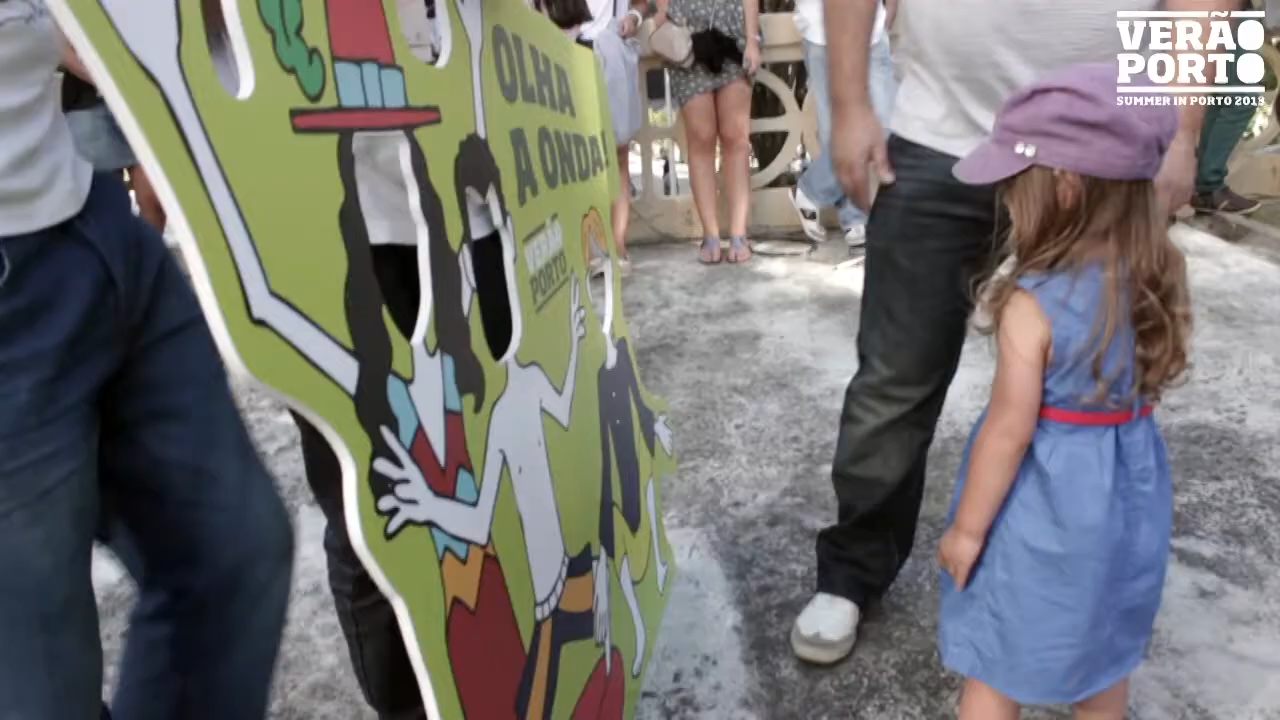 OLHA
A ONDA!
VERÃO
PORTO
VERÃO
PORTO
SUMMER IN PORTO 2013